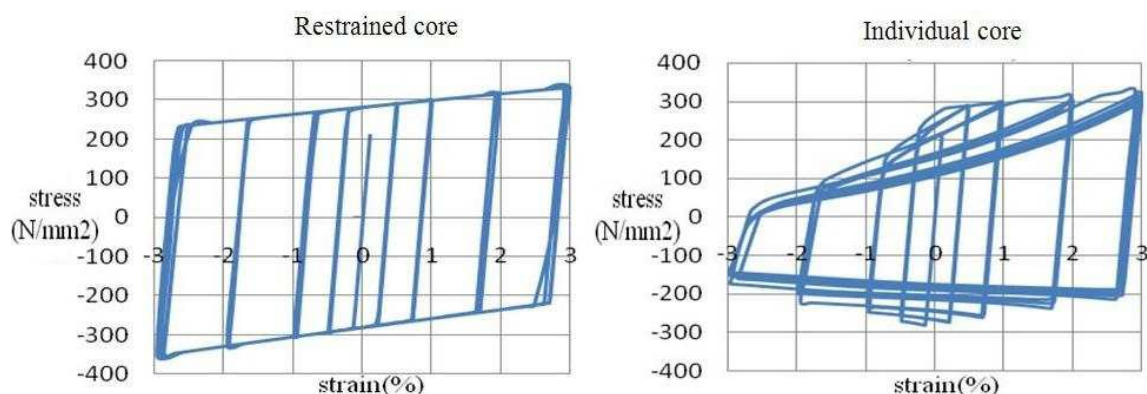 Restrained core
400
300
200
100
0
-100
-200
-300
-400
stress
(N/mm2)
-3 -2 -1 0 1 2 3
strain(%)
Individual core
400
300
200
100
0
-100
-200
-300
-400
stress
(N/mm2)
-3 -2 -1 0 1 2 3
strain(%)